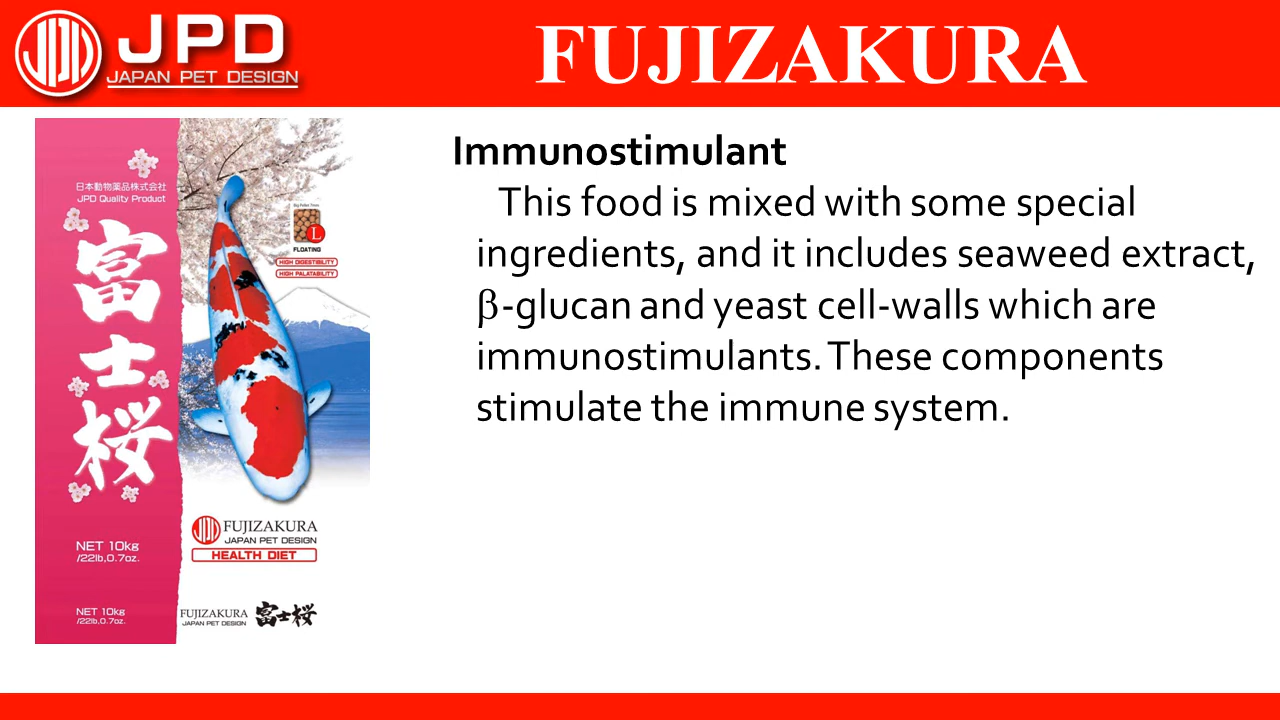 JPD
JAPAN PET DESIGN
FUJIZAKURA
日本動物薬品株式会社
JPD Quality Product
富士桜
Big Pellet 7mm
L
FLOATING
HIGH DIGESTIBILITY
HIGH PALATABILITY
FUJIZAKURA
JAPAN PET DESIGN
HEALTH DIET
NET 10kg
/22lb,0.7oz.
NET 10kg
/22lb,0.7oz.
FUJIZAKURA
JAPAN PET DESIGN
富士桜
Immunostimulant
This food is mixed with some special
ingredients, and it includes seaweed extract,
β-glucan and yeast cell-walls which are
immunostimulants. These components
stimulate the immune system.